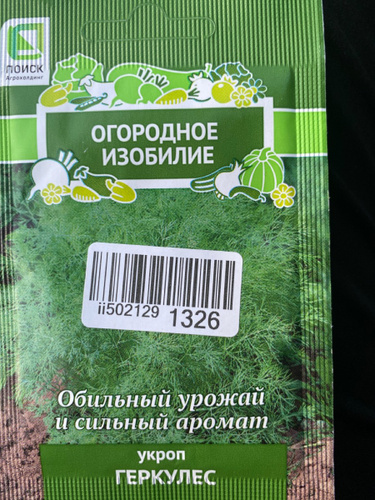 ПОИСК
Агрохолдинг
ОГОРОДНОЕ
ИЗОБИЛИЕ
ii502129 1326
Обильный урожай
и сильный аромат
укроп
ГЕРКУЛЕС